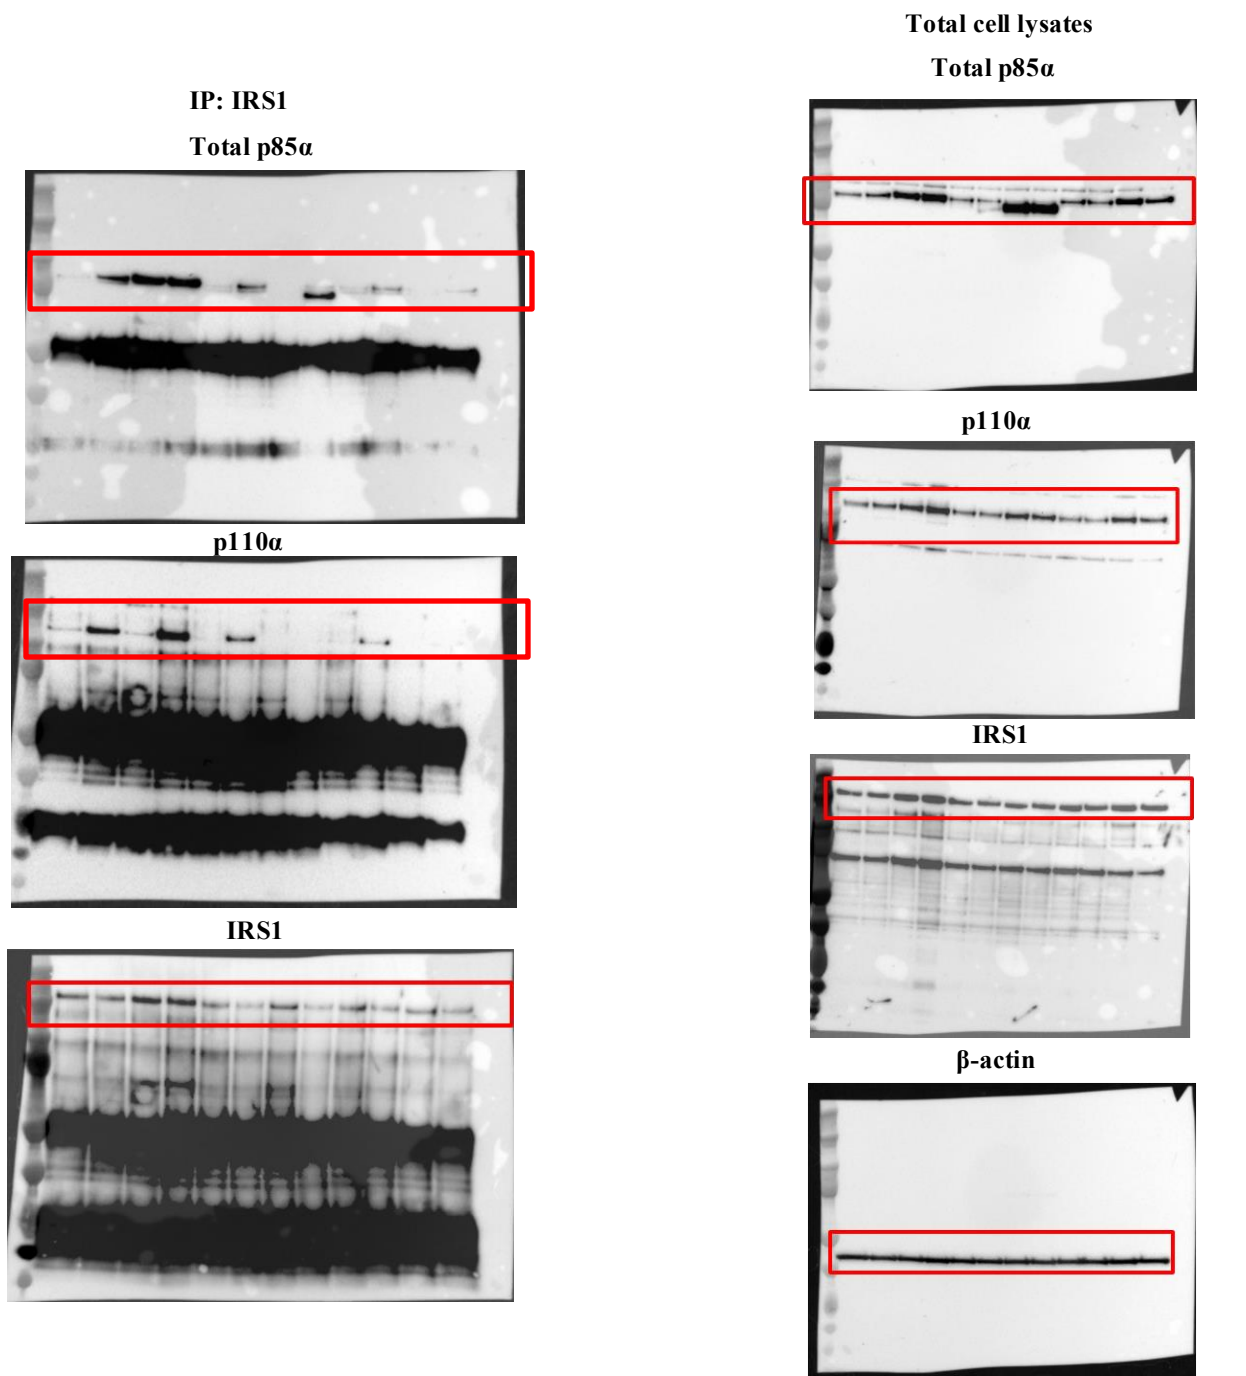 IP: IRS1
Total p85α
p110α
IRS1
Total cell lysates
Total p85α
p110α
IRS1
β-actin